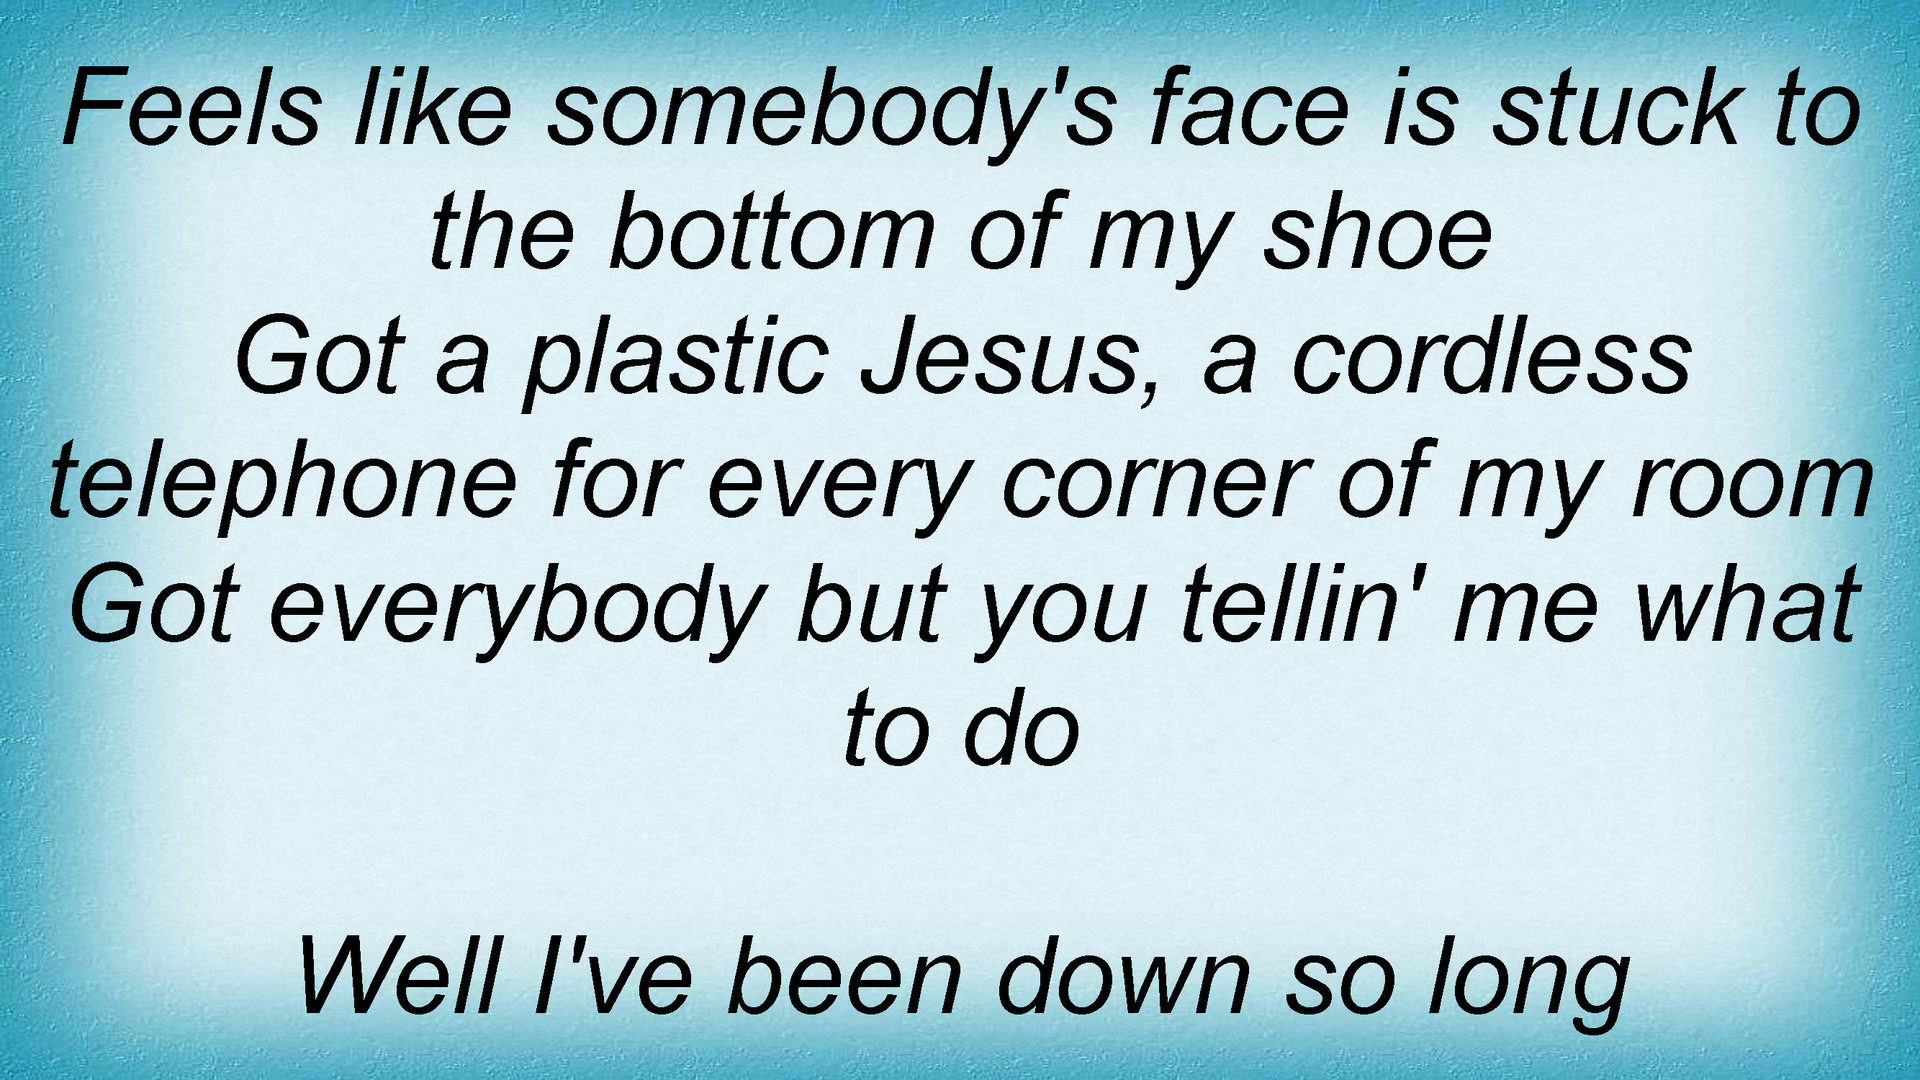 Feels like somebody's face is stuck to
the bottom of my shoe
Got a plastic Jesus, a cordless
telephone for every corner of my room
Got everybody but you tellin' me what
to do
Well I've been down so long